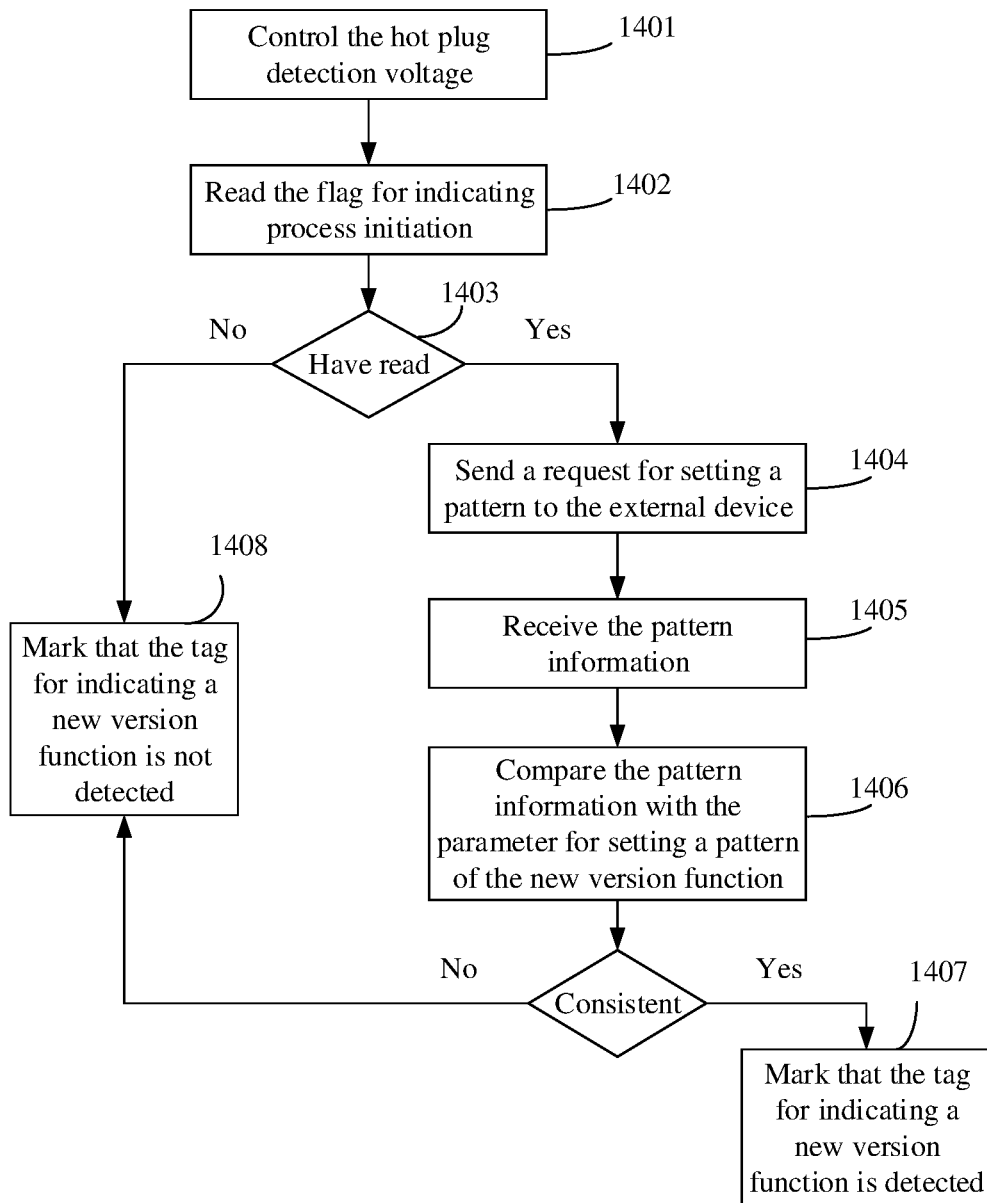 Control the hot plug
detection voltage
1401
Read the flag for indicating
process initiation
1402
1403
No
Yes
Have read
Send a request for setting a
pattern to the external device
1404
1408
Receive the pattern
information
1405
Mark that the tag
for indicating a
new version
function is not
detected
Compare the pattern
information with the
parameter for setting a pattern
of the new version function
1406
No
Yes
Consistent
1407
Mark that the tag
for indicating a
new version
function is detected